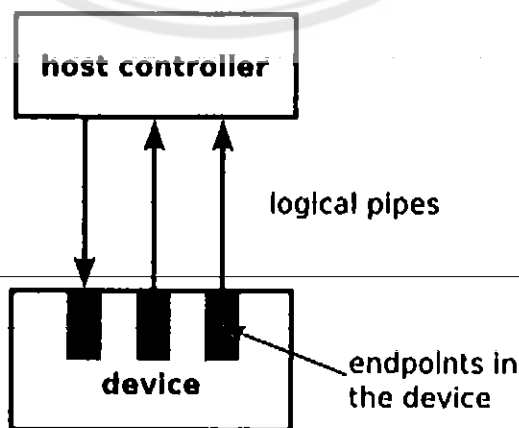 host controller
logical pipes
endpoints in
the device
device